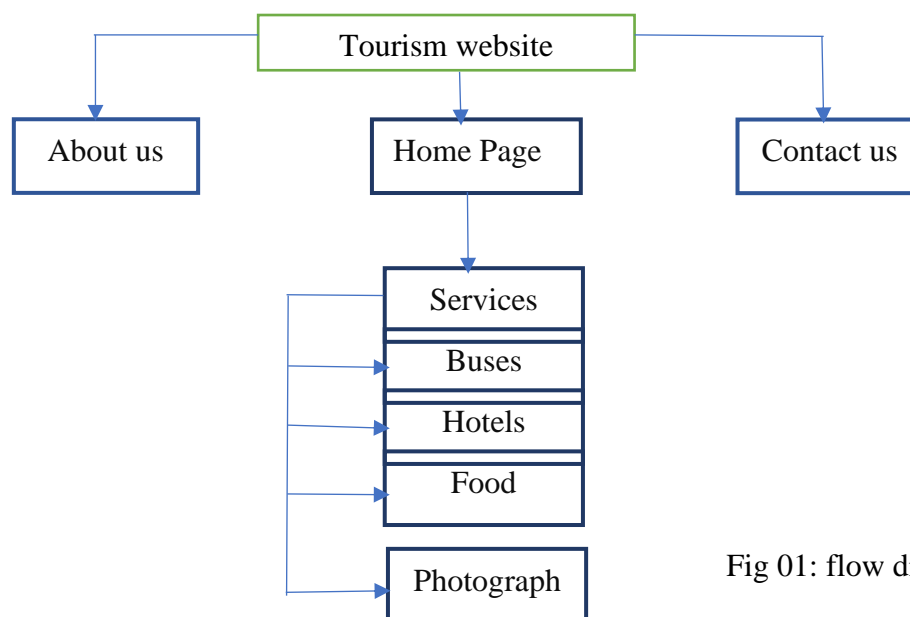 Tourism website
About us
Home Page
Contact us
Services
Buses
Hotels
Food
Photograph
Fig 01: flow